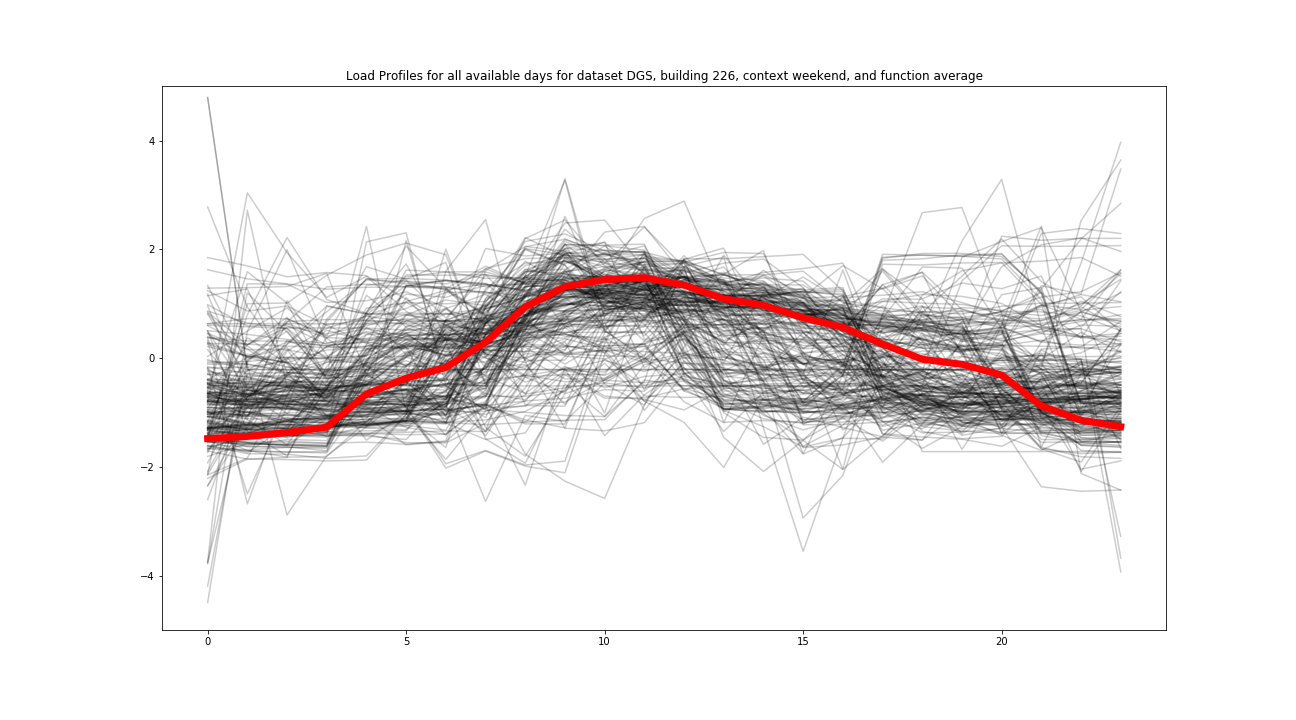 Load Profiles for all available days for dataset DGS, building 226, context weekend, and function average
4
2
0
−2
−4
0 5 10 15 20